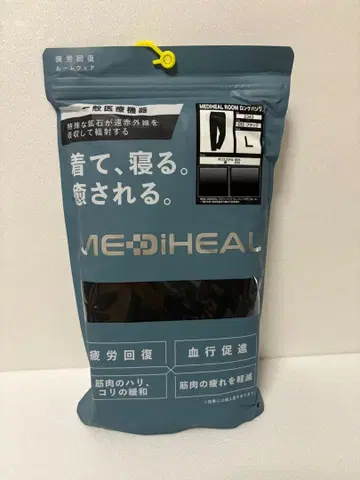 疲労回復
ルームウェア
一般医療機器
特殊な鉱石が遠赤外線を
吸収して輻射する
MEDIHEAL ROOM ロングパンツ
L
着て、寝る。
癒される。
MEDiHEAL
疲労回復
血行促進
筋肉のハリ、
コリの緩和
筋肉の疲れを軽減